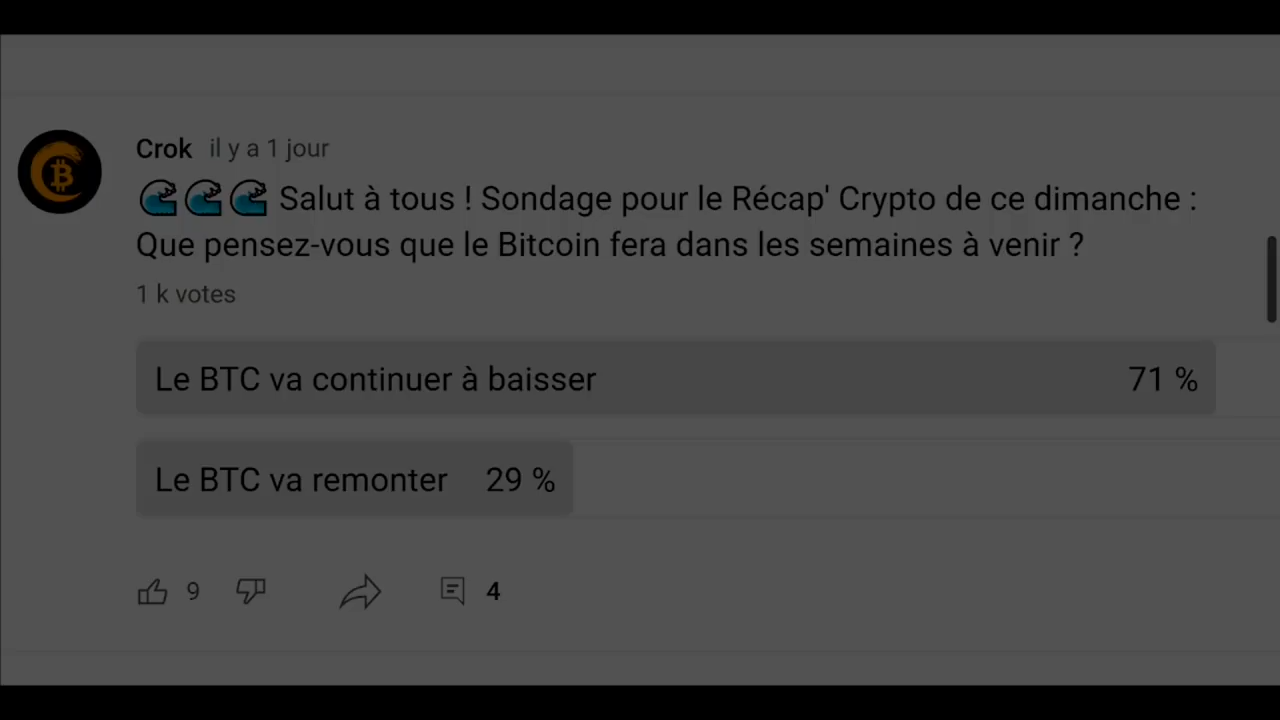 Crok il y a 1 jour
🌊🌊🌊 Salut à tous ! Sondage pour le Récap' Crypto de ce dimanche :
Que pensez-vous que le Bitcoin fera dans les semaines à venir ?
1 k votes
Le BTC va continuer à baisser 71 %
Le BTC va remonter 29 %
9 4